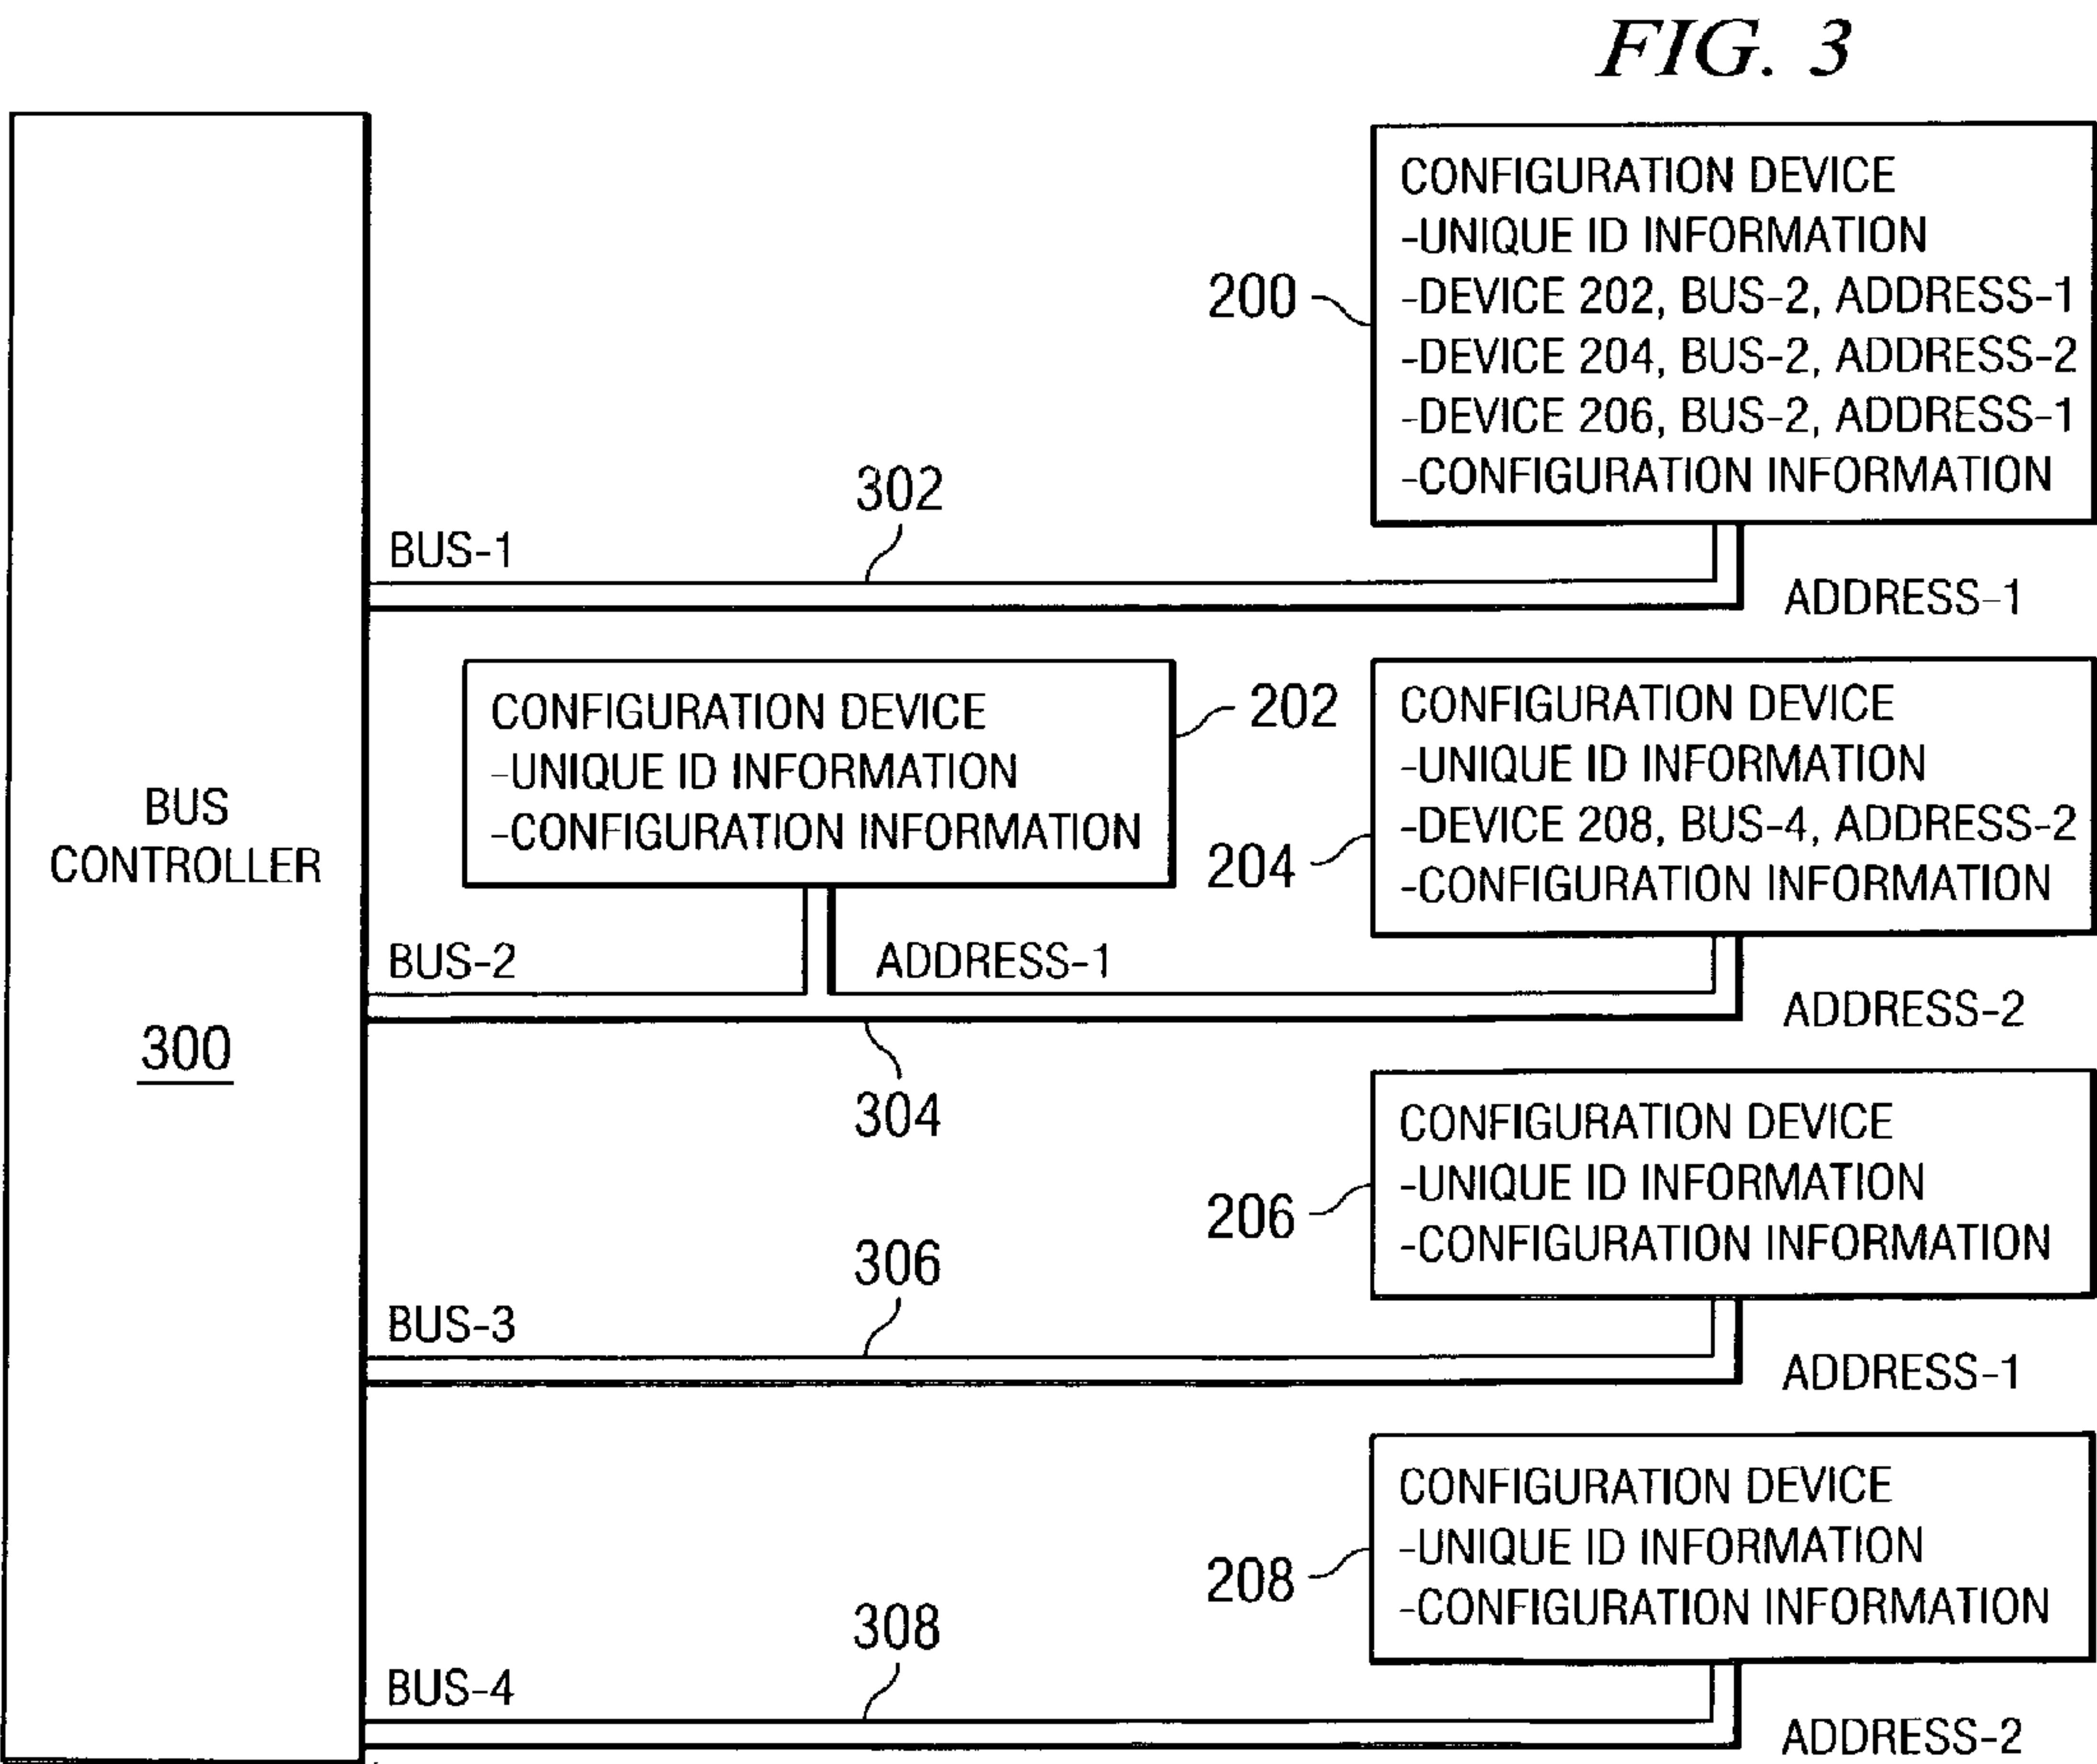 FIG. 3
CONFIGURATION DEVICE
-UNIQUE ID INFORMATION
-DEVICE 202, BUS-2, ADDRESS-1
-DEVICE 204, BUS-2, ADDRESS-2
-DEVICE 206, BUS-2, ADDRESS-1
-CONFIGURATION INFORMATION
200
302
BUS-1
ADDRESS-1
CONFIGURATION DEVICE
-UNIQUE ID INFORMATION
-CONFIGURATION INFORMATION
202
CONFIGURATION DEVICE
-UNIQUE ID INFORMATION
-DEVICE 208, BUS-4, ADDRESS-2
-CONFIGURATION INFORMATION
204
BUS
CONTROLLER
300
BUS-2
ADDRESS-1
ADDRESS-2
304
CONFIGURATION DEVICE
-UNIQUE ID INFORMATION
-CONFIGURATION INFORMATION
206
306
BUS-3
ADDRESS-1
CONFIGURATION DEVICE
-UNIQUE ID INFORMATION
-CONFIGURATION INFORMATION
208
308
BUS-4
ADDRESS-2